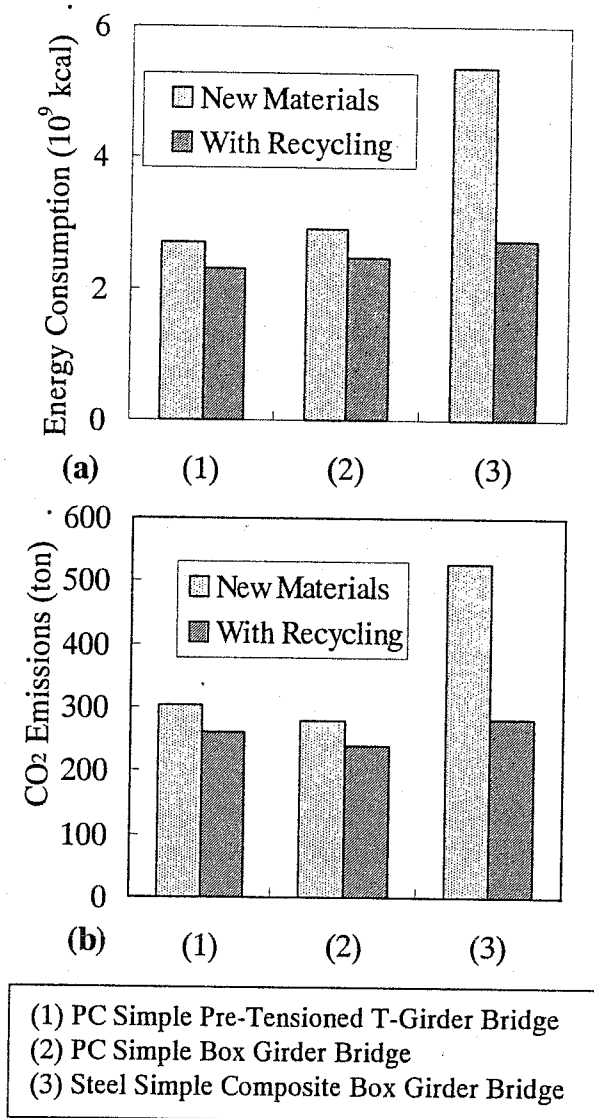 6
4
2
0
Energy Consumption (10⁹ kcal)
New Materials
With Recycling
(a) (1) (2) (3)
600
500
400
300
200
100
0
CO₂ Emissions (ton)
New Materials
With Recycling
(b) (1) (2) (3)
(1) PC Simple Pre-Tensioned T-Girder Bridge
(2) PC Simple Box Girder Bridge
(3) Steel Simple Composite Box Girder Bridge